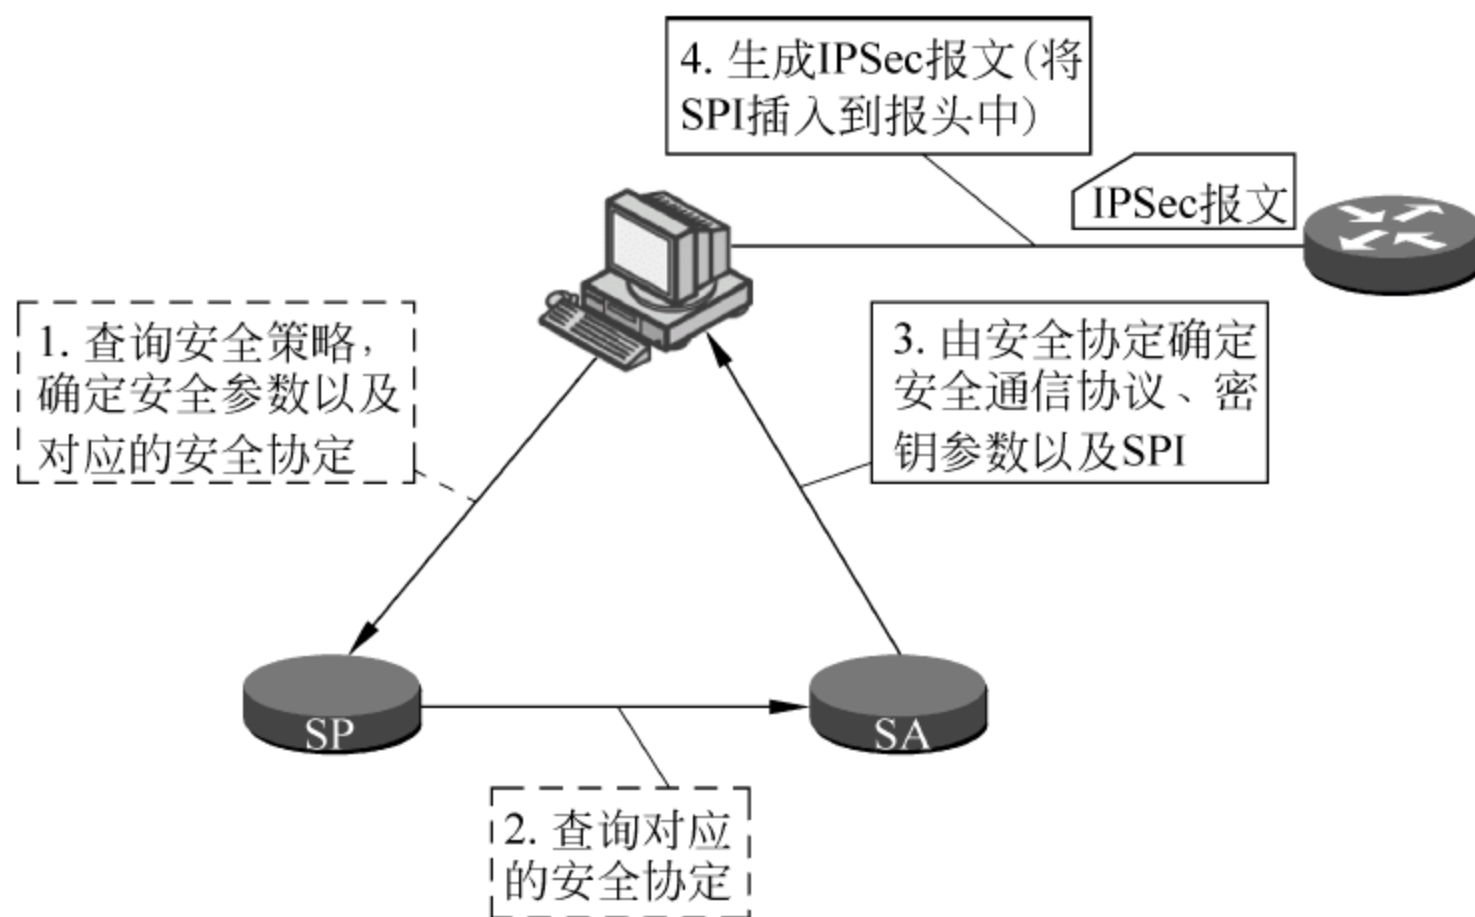 4. 生成IPSec报文(将
SPI插入到报头中)
IPSec报文
1. 查询安全策略，
确定安全参数以及
对应的安全协定
3. 由安全协定确定
安全通信协议、密
钥参数以及SPI
SP
SA
2. 查询对应
的安全协定